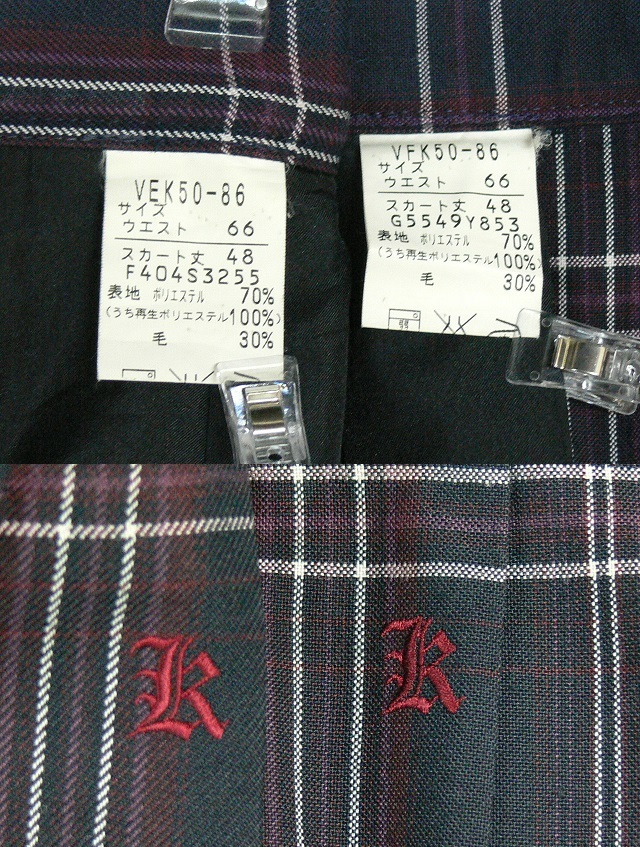 VEK50-86
サイズ
ウエスト 66
スカート丈 48
F404S3255
表地 ポリエステル 70%
(うち再生ポリエステル100%)
毛 30%
VFK50-86
サイズ
ウエスト 66
スカート丈 48
G5549Y853
表地 ポリエステル 70%
(うち再生ポリエステル100%)
毛 30%
K
K